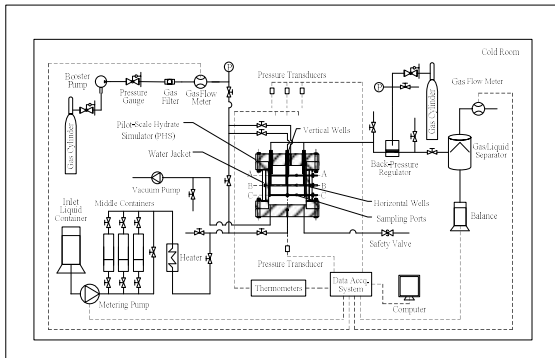 Cold Room
Booster
Pump
Pressure
Gauge
Gas
Filter
Gas Flow
Meter
P
Pressure Transducers
P
Gas Flow Meter
Gas Cylinder
Gas Cylinder
Pilot-Scale Hydrate
Simulator (PHS)
Vertical Wells
Water Jacket
A
B
C
A
B
C
Back-Pressure
Regulator
Gas/Liquid
Separator
Vacuum Pump
Horizontal Wells
Sampling Ports
Balance
Inlet
Liquid
Container
Middle Containers
Heater
Safety Valve
Metering Pump
Pressure Transducer
Thermometers
Data Acq.
System
Computer